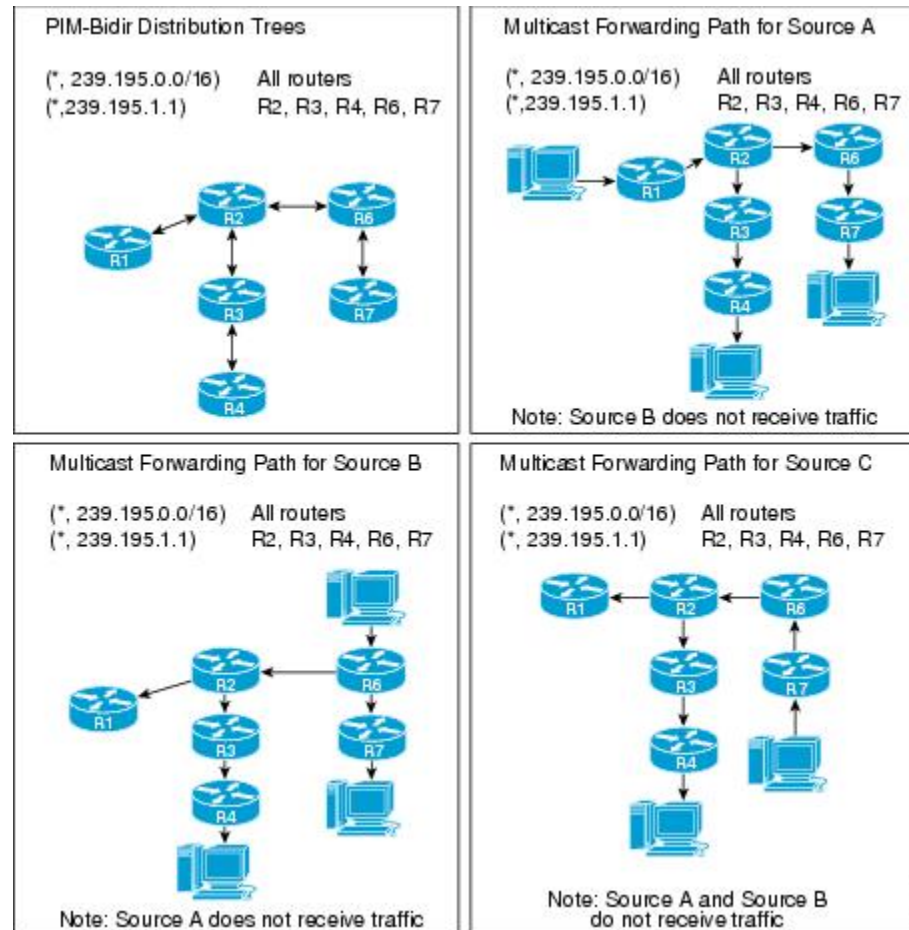 PIM-Bidir Distribution Trees
(*, 239.195.0.0/16) All routers
(*,239.195.1.1) R2, R3, R4, R6, R7
R2
R6
R1
R3
R7
R4
Multicast Forwarding Path for Source A
(*, 239.195.0.0/16) All routers
(*,239.195.1.1) R2, R3, R4, R6, R7
R2
R6
R1
R3
R7
R4
Note: Source B does not receive traffic
Multicast Forwarding Path for Source B
(*, 239.195.0.0/16) All routers
(*, 239.195.1.1) R2, R3, R4, R6, R7
R2
R6
R1
R3
R7
R4
Note: Source A does not receive traffic
Multicast Forwarding Path for Source C
(*, 239.195.0.0/16) All routers
(*, 239.195.1.1) R2, R3, R4, R6, R7
R1
R2
R6
R3
R7
R4
Note: Source A and Source B
do not receive traffic